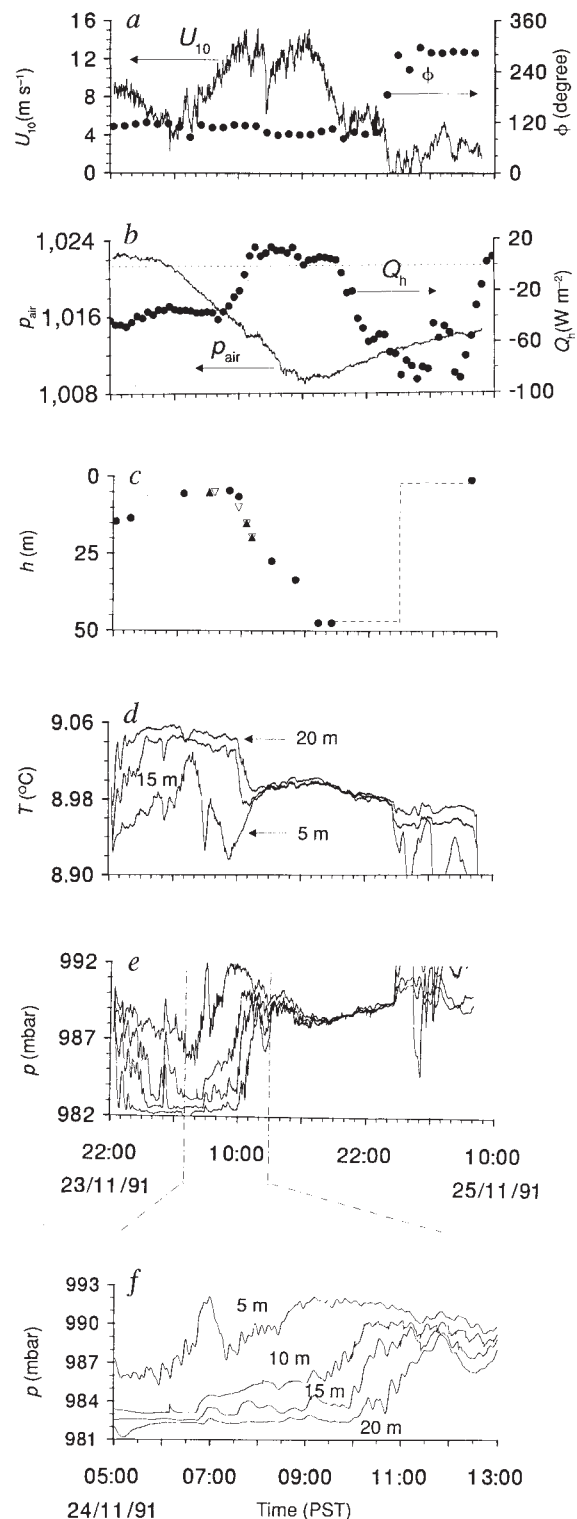 a
16
12
8
4
0
U10 (m s−1)
U10
ϕ
360
240
120
0
ϕ (degree)
b
1,024
1,016
1,008
pair
Qh
pair
20
-20
-60
-100
Qh (W m−2)
c
0
25
50
h (m)
d
9.06
8.98
8.90
T (°C)
20 m
15 m
5 m
e
992
987
982
p (mbar)
22:00 10:00 22:00 10:00
23/11/91 25/11/91
f
993
990
987
984
981
p (mbar)
5 m
10 m
15 m
20 m
05:00 07:00 09:00 11:00 13:00
24/11/91 Time (PST)